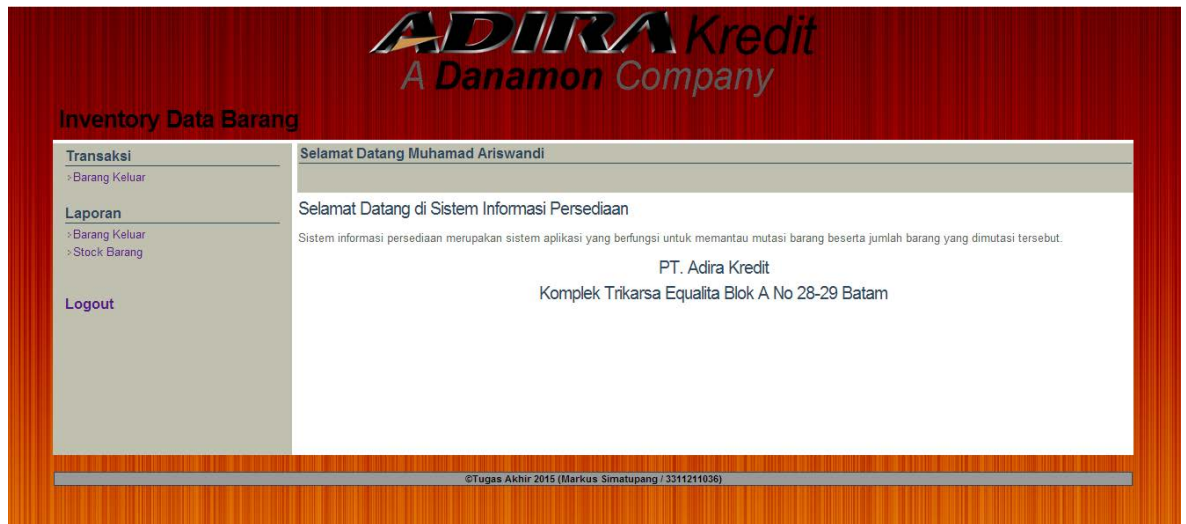 ADIRA Kredit
A Danamon Company
Inventory Data Barang
Transaksi
>Barang Keluar
Laporan
>Barang Keluar
>Stock Barang
Logout
Selamat Datang Muhamad Ariswandi
Selamat Datang di Sistem Informasi Persediaan
Sistem informasi persediaan merupakan sistem aplikasi yang berfungsi untuk memantau mutasi barang beserta jumlah barang yang dimutasi tersebut.
PT. Adira Kredit
Komplek Trikarsa Equalita Blok A No 28-29 Batam
©Tugas Akhir 2015 (Markus Simatupang / 3311211036)